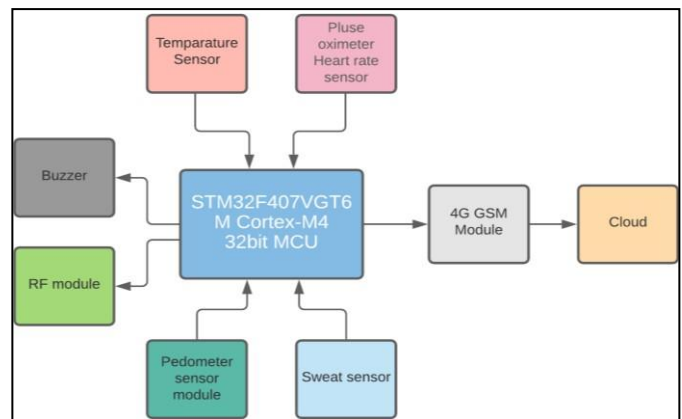 Temparature
Sensor
Pluse
oximeter
Heart rate
sensor
Buzzer
STM32F407VGT6
M Cortex-M4
32bit MCU
4G GSM
Module
Cloud
RF module
Pedometer
sensor
module
Sweat sensor